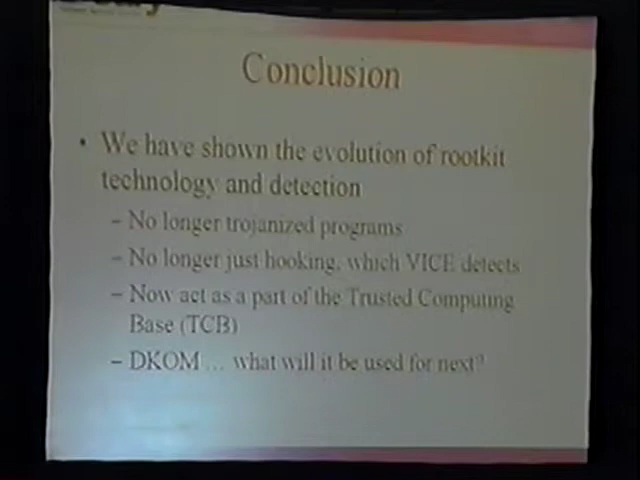 Conclusion
• We have shown the evolution of rootkit
technology and detection
– No longer trojanized programs
– No longer just hooking, which VICE detects
– Now act as a part of the Trusted Computing
Base (TCB)
– DKOM … what will it be used for next?